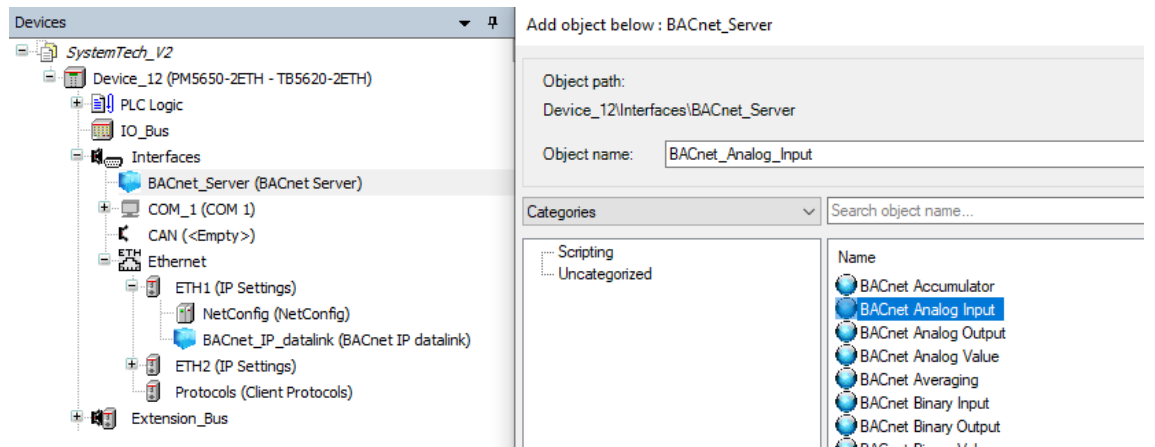 Devices
SystemTech_V2
Device_12 (PM5650-2ETH - TB5620-2ETH)
PLC Logic
IO_Bus
Interfaces
BACnet_Server (BACnet Server)
COM_1 (COM 1)
CAN (<Empty>)
ETH
Ethernet
ETH1 (IP Settings)
NetConfig (NetConfig)
BACnet_IP_datalink (BACnet IP datalink)
ETH2 (IP Settings)
Protocols (Client Protocols)
Extension_Bus
Add object below : BACnet_Server
Object path:
Device_12\Interfaces\BACnet_Server
Object name: BACnet_Analog_Input
Categories
Search object name...
Scripting
Uncategorized
Name
BACnet Accumulator
BACnet Analog Input
BACnet Analog Output
BACnet Analog Value
BACnet Averaging
BACnet Binary Input
BACnet Binary Output